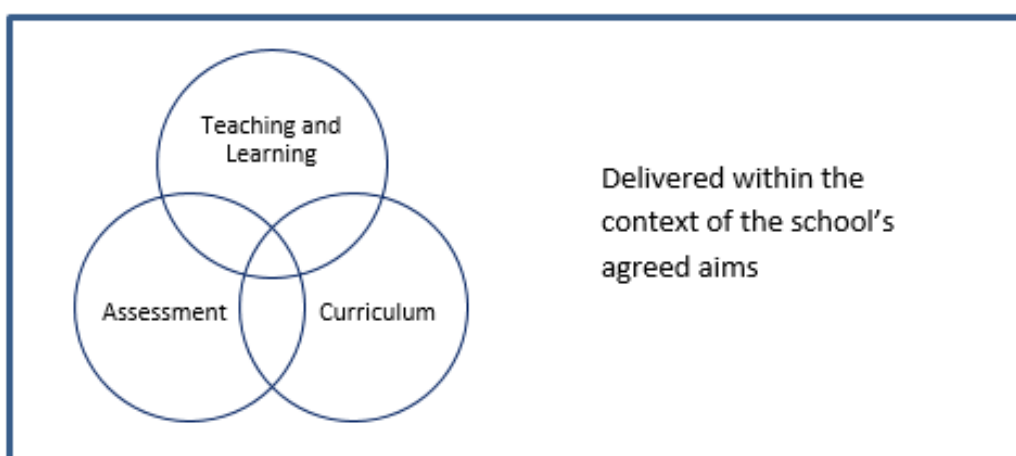 Teaching and
Learning
Assessment
Curriculum
Delivered within the
context of the school’s
agreed aims